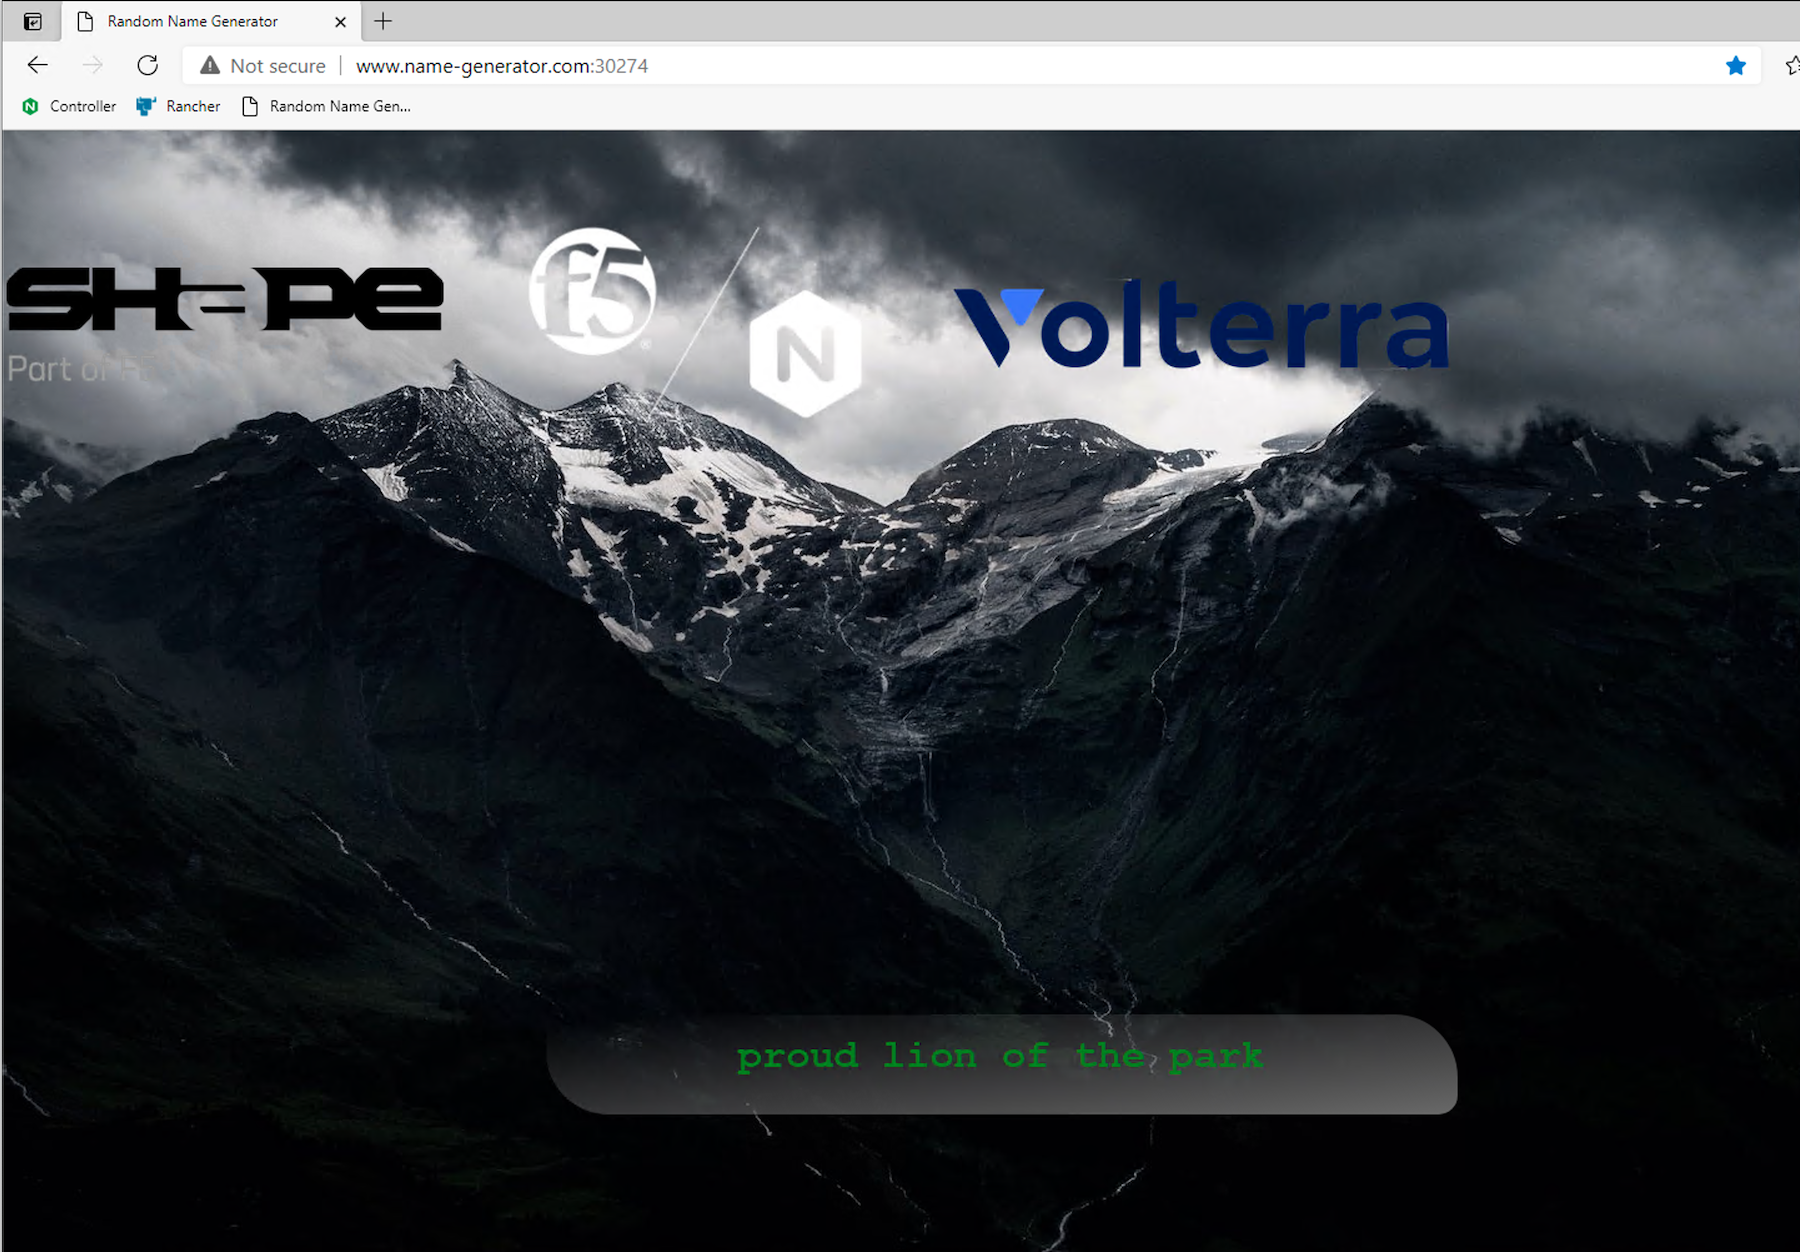 Random Name Generator
Not secure
www.name-generator.com:30274
Controller
Rancher
Random Name Gen...
SHAPE
Part of F5
f5
®
N
Volterra
proud lion of the park